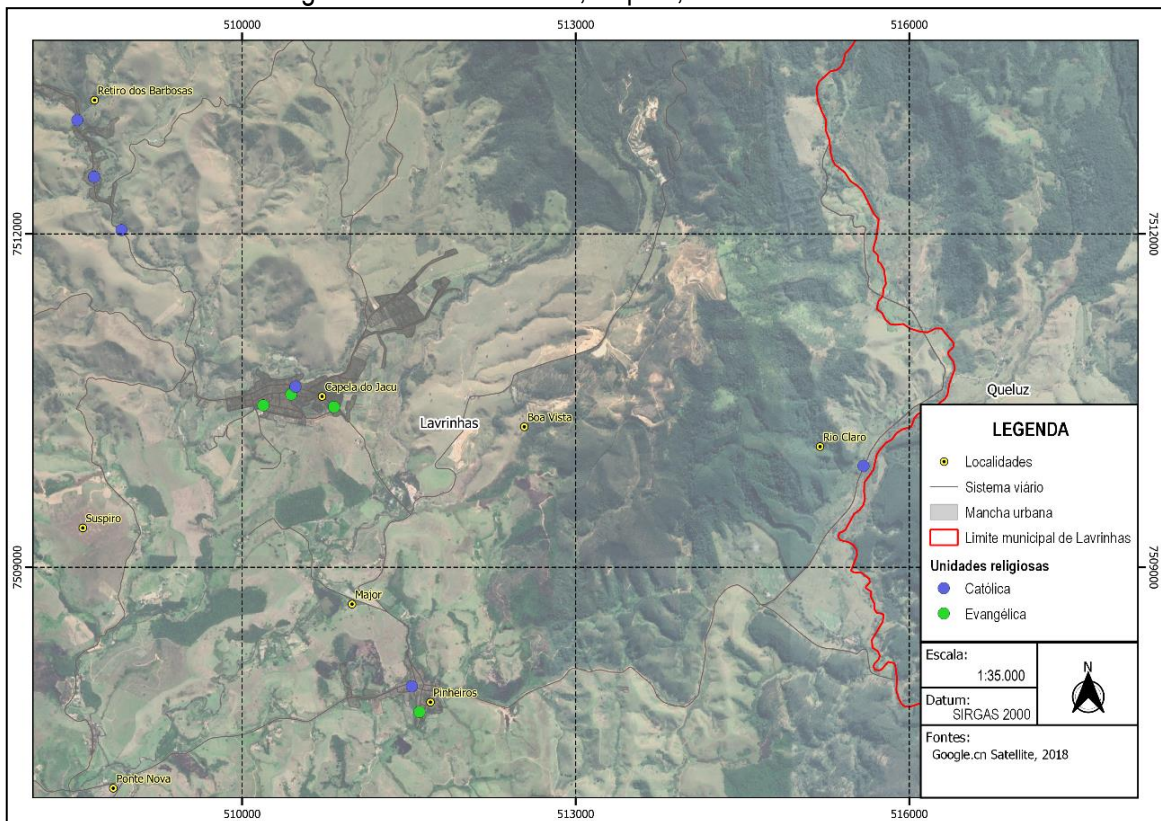 510000
513000
516000
Retiro dos Barbosas
7512000
7512000
Capela do Jacu
Queluz
Lavrinhas
Boa Vista
Rio Claro
Suspiro
7509000
7509000
Major
Pinheiros
Ponte Nova
LEGENDA
Localidades
Sistema viário
Mancha urbana
Limite municipal de Lavrinhas
Unidades religiosas
Católica
Evangélica
Escala:
1:35.000
Datum:
SIRGAS 2000
N
Fontes:
Google.cn Satellite, 2018
510000
513000
516000